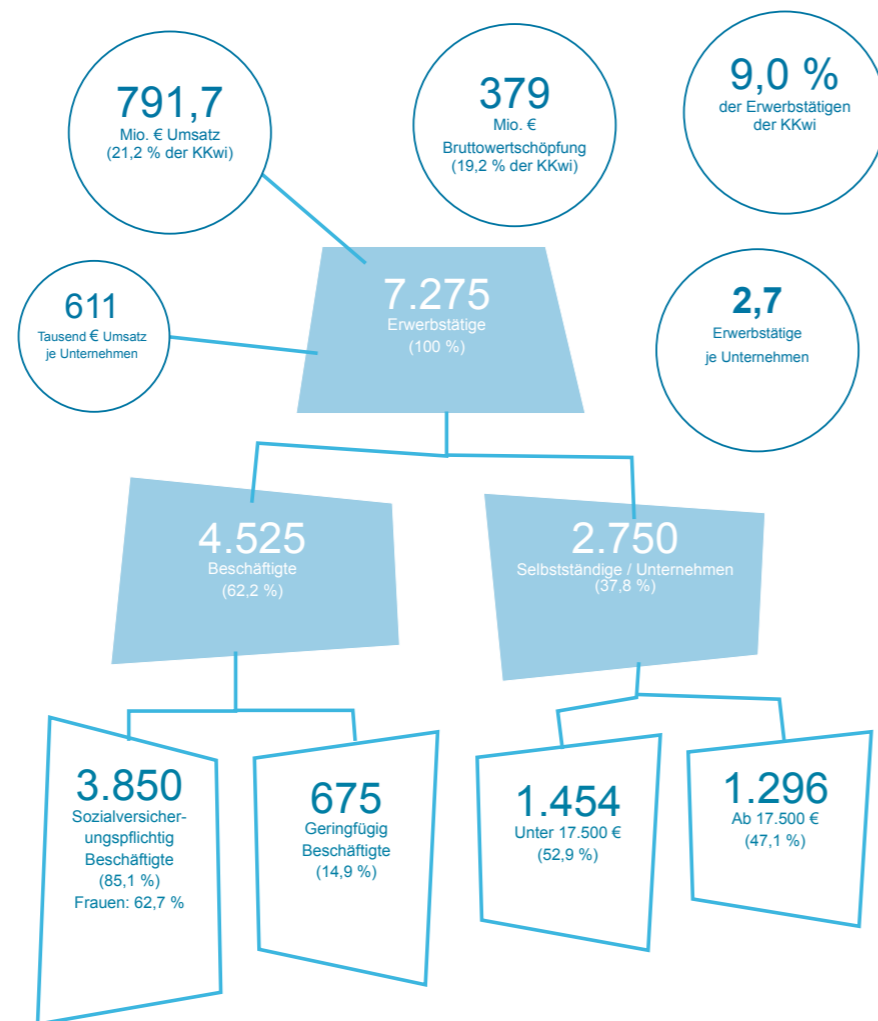 791,7
Mio. € Umsatz
(21,2 % der KKwi)
379
Mio. €
Bruttowertschöpfung
(19,2 % der KKwi)
9,0 %
der Erwerbstätigen
der KKwi
611
Tausend € Umsatz
je Unternehmen
7.275
Erwerbstätige
(100 %)
2,7
Erwerbstätige
je Unternehmen
4.525
Beschäftigte
(62,2 %)
2.750
Selbstständige / Unternehmen
(37,8 %)
3.850
Sozialversicher-
ungspflichtig
Beschäftigte
(85,1 %)
Frauen: 62,7 %
675
Geringfügig
Beschäftigte
(14,9 %)
1.454
Unter 17.500 €
(52,9 %)
1.296
Ab 17.500 €
(47,1 %)